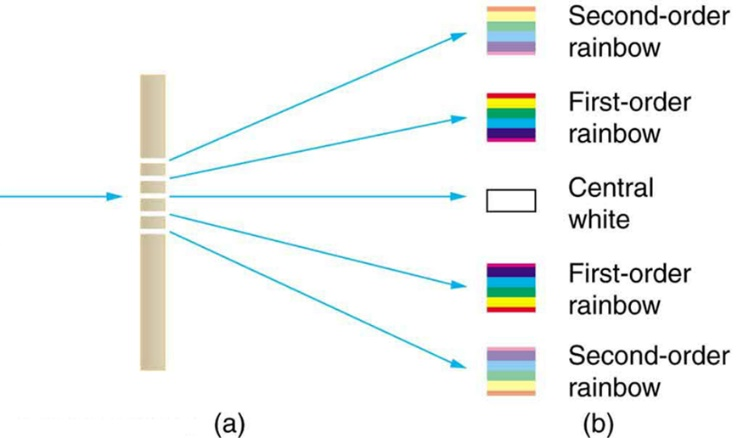 Second-order
rainbow
First-order
rainbow
Central
white
First-order
rainbow
Second-order
rainbow
(a)
(b)